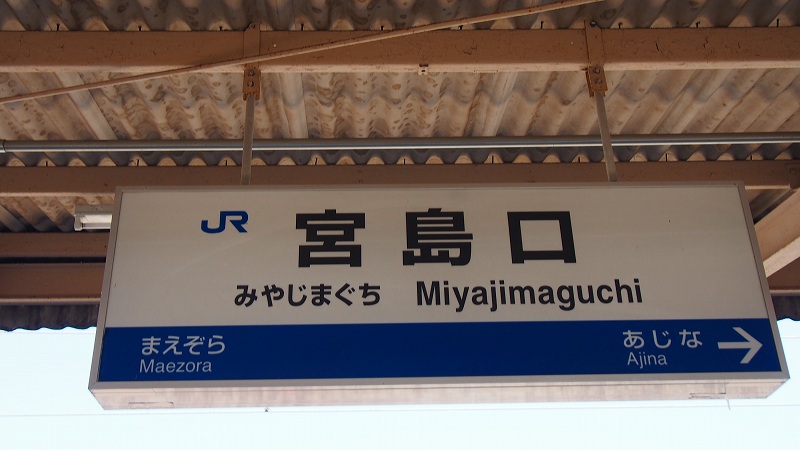 JR 宮島口
みやじまぐち Miyajimaguchi
まえぞら あじな →
Maezora Ajina